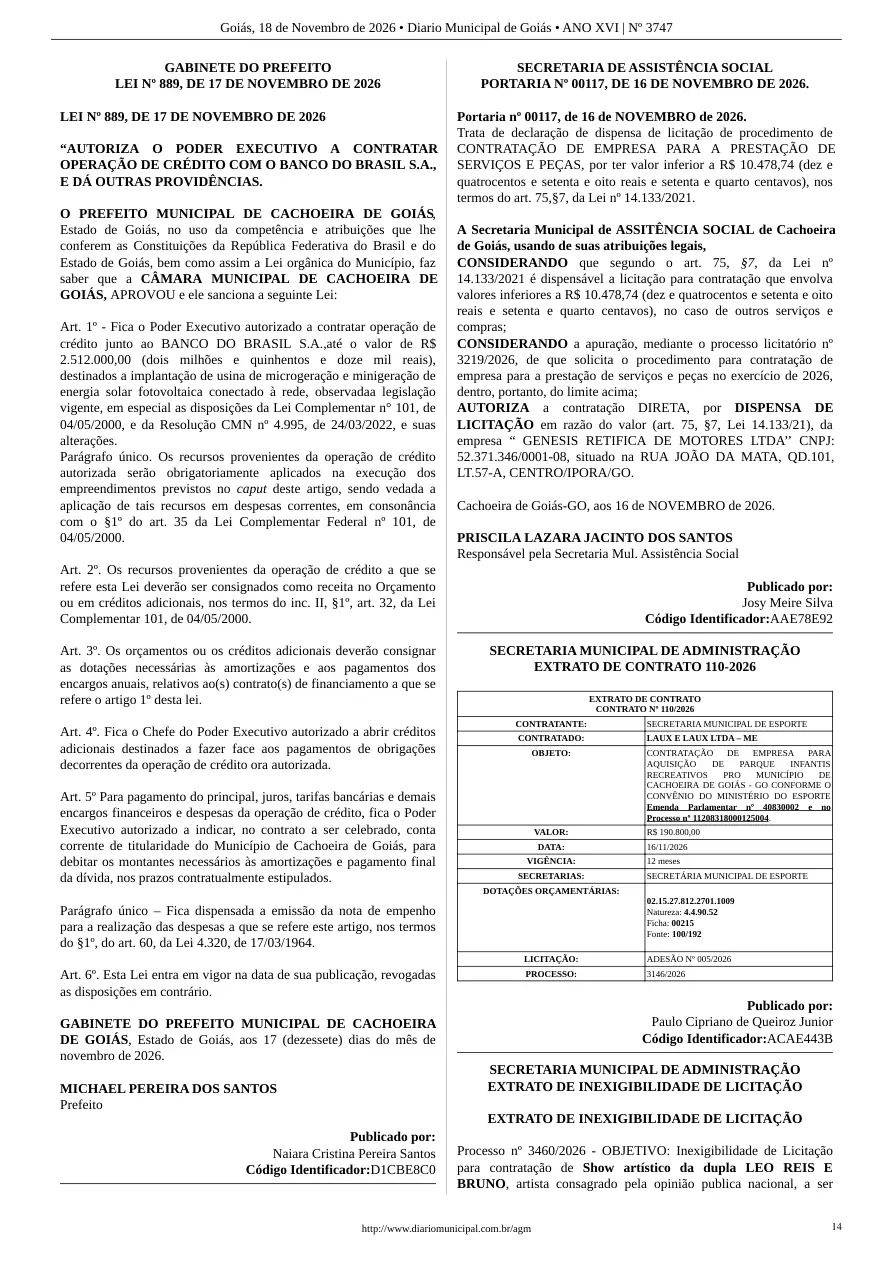 Goiás, 18 de Novembro de 2026 • Diario Municipal de Goiás • ANO XVI | Nº 3747
GABINETE DO PREFEITO
LEI Nº 889, DE 17 DE NOVEMBRO DE 2026
LEI Nº 889, DE 17 DE NOVEMBRO DE 2026
“AUTORIZA O PODER EXECUTIVO A CONTRATAR
OPERAÇÃO DE CRÉDITO COM O BANCO DO BRASIL S.A.,
E DÁ OUTRAS PROVIDÊNCIAS.
O PREFEITO MUNICIPAL DE CACHOEIRA DE GOIÁS,
Estado de Goiás, no uso da competência e atribuições que lhe
conferem as Constituições da República Federativa do Brasil e do
Estado de Goiás, bem como assim a Lei orgânica do Município, faz
saber que a CÂMARA MUNICIPAL DE CACHOEIRA DE
GOIÁS, APROVOU e ele sanciona a seguinte Lei:
Art. 1º - Fica o Poder Executivo autorizado a contratar operação de
crédito junto ao BANCO DO BRASIL S.A.,até o valor de R$
2.512.000,00 (dois milhões e quinhentos e doze mil reais),
destinados a implantação de usina de microgeração e minigeração de
energia solar fotovoltaica conectado à rede, observadaa legislação
vigente, em especial as disposições da Lei Complementar n° 101, de
04/05/2000, e da Resolução CMN nº 4.995, de 24/03/2022, e suas
alterações.
Parágrafo único. Os recursos provenientes da operação de crédito
autorizada serão obrigatoriamente aplicados na execução dos
empreendimentos previstos no caput deste artigo, sendo vedada a
aplicação de tais recursos em despesas correntes, em consonância
com o §1º do art. 35 da Lei Complementar Federal nº 101, de
04/05/2000.
Art. 2º. Os recursos provenientes da operação de crédito a que se
refere esta Lei deverão ser consignados como receita no Orçamento
ou em créditos adicionais, nos termos do inc. II, §1º, art. 32, da Lei
Complementar 101, de 04/05/2000.
Art. 3º. Os orçamentos ou os créditos adicionais deverão consignar
as dotações necessárias às amortizações e aos pagamentos dos
encargos anuais, relativos ao(s) contrato(s) de financiamento a que se
refere o artigo 1º desta lei.
Art. 4º. Fica o Chefe do Poder Executivo autorizado a abrir créditos
adicionais destinados a fazer face aos pagamentos de obrigações
decorrentes da operação de crédito ora autorizada.
Art. 5º Para pagamento do principal, juros, tarifas bancárias e demais
encargos financeiros e despesas da operação de crédito, fica o Poder
Executivo autorizado a indicar, no contrato a ser celebrado, conta
corrente de titularidade do Município de Cachoeira de Goiás, para
debitar os montantes necessários às amortizações e pagamento final
da dívida, nos prazos contratualmente estipulados.
Parágrafo único – Fica dispensada a emissão da nota de empenho
para a realização das despesas a que se refere este artigo, nos termos
do §1º, do art. 60, da Lei 4.320, de 17/03/1964.
Art. 6º. Esta Lei entra em vigor na data de sua publicação, revogadas
as disposições em contrário.
GABINETE DO PREFEITO MUNICIPAL DE CACHOEIRA
DE GOIÁS, Estado de Goiás, aos 17 (dezessete) dias do mês de
novembro de 2026.
MICHAEL PEREIRA DOS SANTOS
Prefeito
Publicado por:
Naiara Cristina Pereira Santos
Código Identificador:D1CBE8C0
SECRETARIA DE ASSISTÊNCIA SOCIAL
PORTARIA Nº 00117, DE 16 DE NOVEMBRO DE 2026.
Portaria nº 00117, de 16 de NOVEMBRO de 2026.
Trata de declaração de dispensa de licitação de procedimento de
CONTRATAÇÃO DE EMPRESA PARA A PRESTAÇÃO DE
SERVIÇOS E PEÇAS, por ter valor inferior a R$ 10.478,74 (dez e
quatrocentos e setenta e oito reais e setenta e quarto centavos), nos
termos do art. 75,§7, da Lei nº 14.133/2021.
A Secretaria Municipal de ASSITÊNCIA SOCIAL de Cachoeira
de Goiás, usando de suas atribuições legais,
CONSIDERANDO que segundo o art. 75, §7, da Lei nº
14.133/2021 é dispensável a licitação para contratação que envolva
valores inferiores a R$ 10.478,74 (dez e quatrocentos e setenta e oito
reais e setenta e quarto centavos), no caso de outros serviços e
compras;
CONSIDERANDO a apuração, mediante o processo licitatório nº
3219/2026, de que solicita o procedimento para contratação de
empresa para a prestação de serviços e peças no exercício de 2026,
dentro, portanto, do limite acima;
AUTORIZA a contratação DIRETA, por DISPENSA DE
LICITAÇÃO em razão do valor (art. 75, §7, Lei 14.133/21), da
empresa “ GENESIS RETIFICA DE MOTORES LTDA’’ CNPJ:
52.371.346/0001-08, situado na RUA JOÃO DA MATA, QD.101,
LT.57-A, CENTRO/IPORA/GO.
Cachoeira de Goiás-GO, aos 16 de NOVEMBRO de 2026.
PRISCILA LAZARA JACINTO DOS SANTOS
Responsável pela Secretaria Mul. Assistência Social
Publicado por:
Josy Meire Silva
Código Identificador:AAE78E92
SECRETARIA MUNICIPAL DE ADMINISTRAÇÃO
EXTRATO DE CONTRATO 110-2026
EXTRATO DE CONTRATO
CONTRATO Nº 110/2026
CONTRATANTE: SECRETARIA MUNICIPAL DE ESPORTE
CONTRATADO: LAUX E LAUX LTDA – ME
OBJETO: CONTRATAÇÃO DE EMPRESA PARA
AQUISIÇÃO DE PARQUE INFANTIS
RECREATIVOS PRO MUNICÍPIO DE
CACHOEIRA DE GOIÁS - GO CONFORME O
CONVÊNIO DO MINISTÉRIO DO ESPORTE
Emenda Parlamentar nº 40830002 e no
Processo nº 11208318000125004.
VALOR: R$ 190.800,00
DATA: 16/11/2026
VIGÊNCIA: 12 meses
SECRETARIAS: SECRETÁRIA MUNICIPAL DE ESPORTE
DOTAÇÕES ORÇAMENTÁRIAS:
02.15.27.812.2701.1009
Natureza: 4.4.90.52
Ficha: 00215
Fonte: 100/192
LICITAÇÃO: ADESÃO Nº 005/2026
PROCESSO: 3146/2026
Publicado por:
Paulo Cipriano de Queiroz Junior
Código Identificador:ACAE443B
SECRETARIA MUNICIPAL DE ADMINISTRAÇÃO
EXTRATO DE INEXIGIBILIDADE DE LICITAÇÃO
EXTRATO DE INEXIGIBILIDADE DE LICITAÇÃO
Processo nº 3460/2026 - OBJETIVO: Inexigibilidade de Licitação
para contratação de Show artístico da dupla LEO REIS E
BRUNO, artista consagrado pela opinião publica nacional, a ser
http://www.diariomunicipal.com.br/agm
14